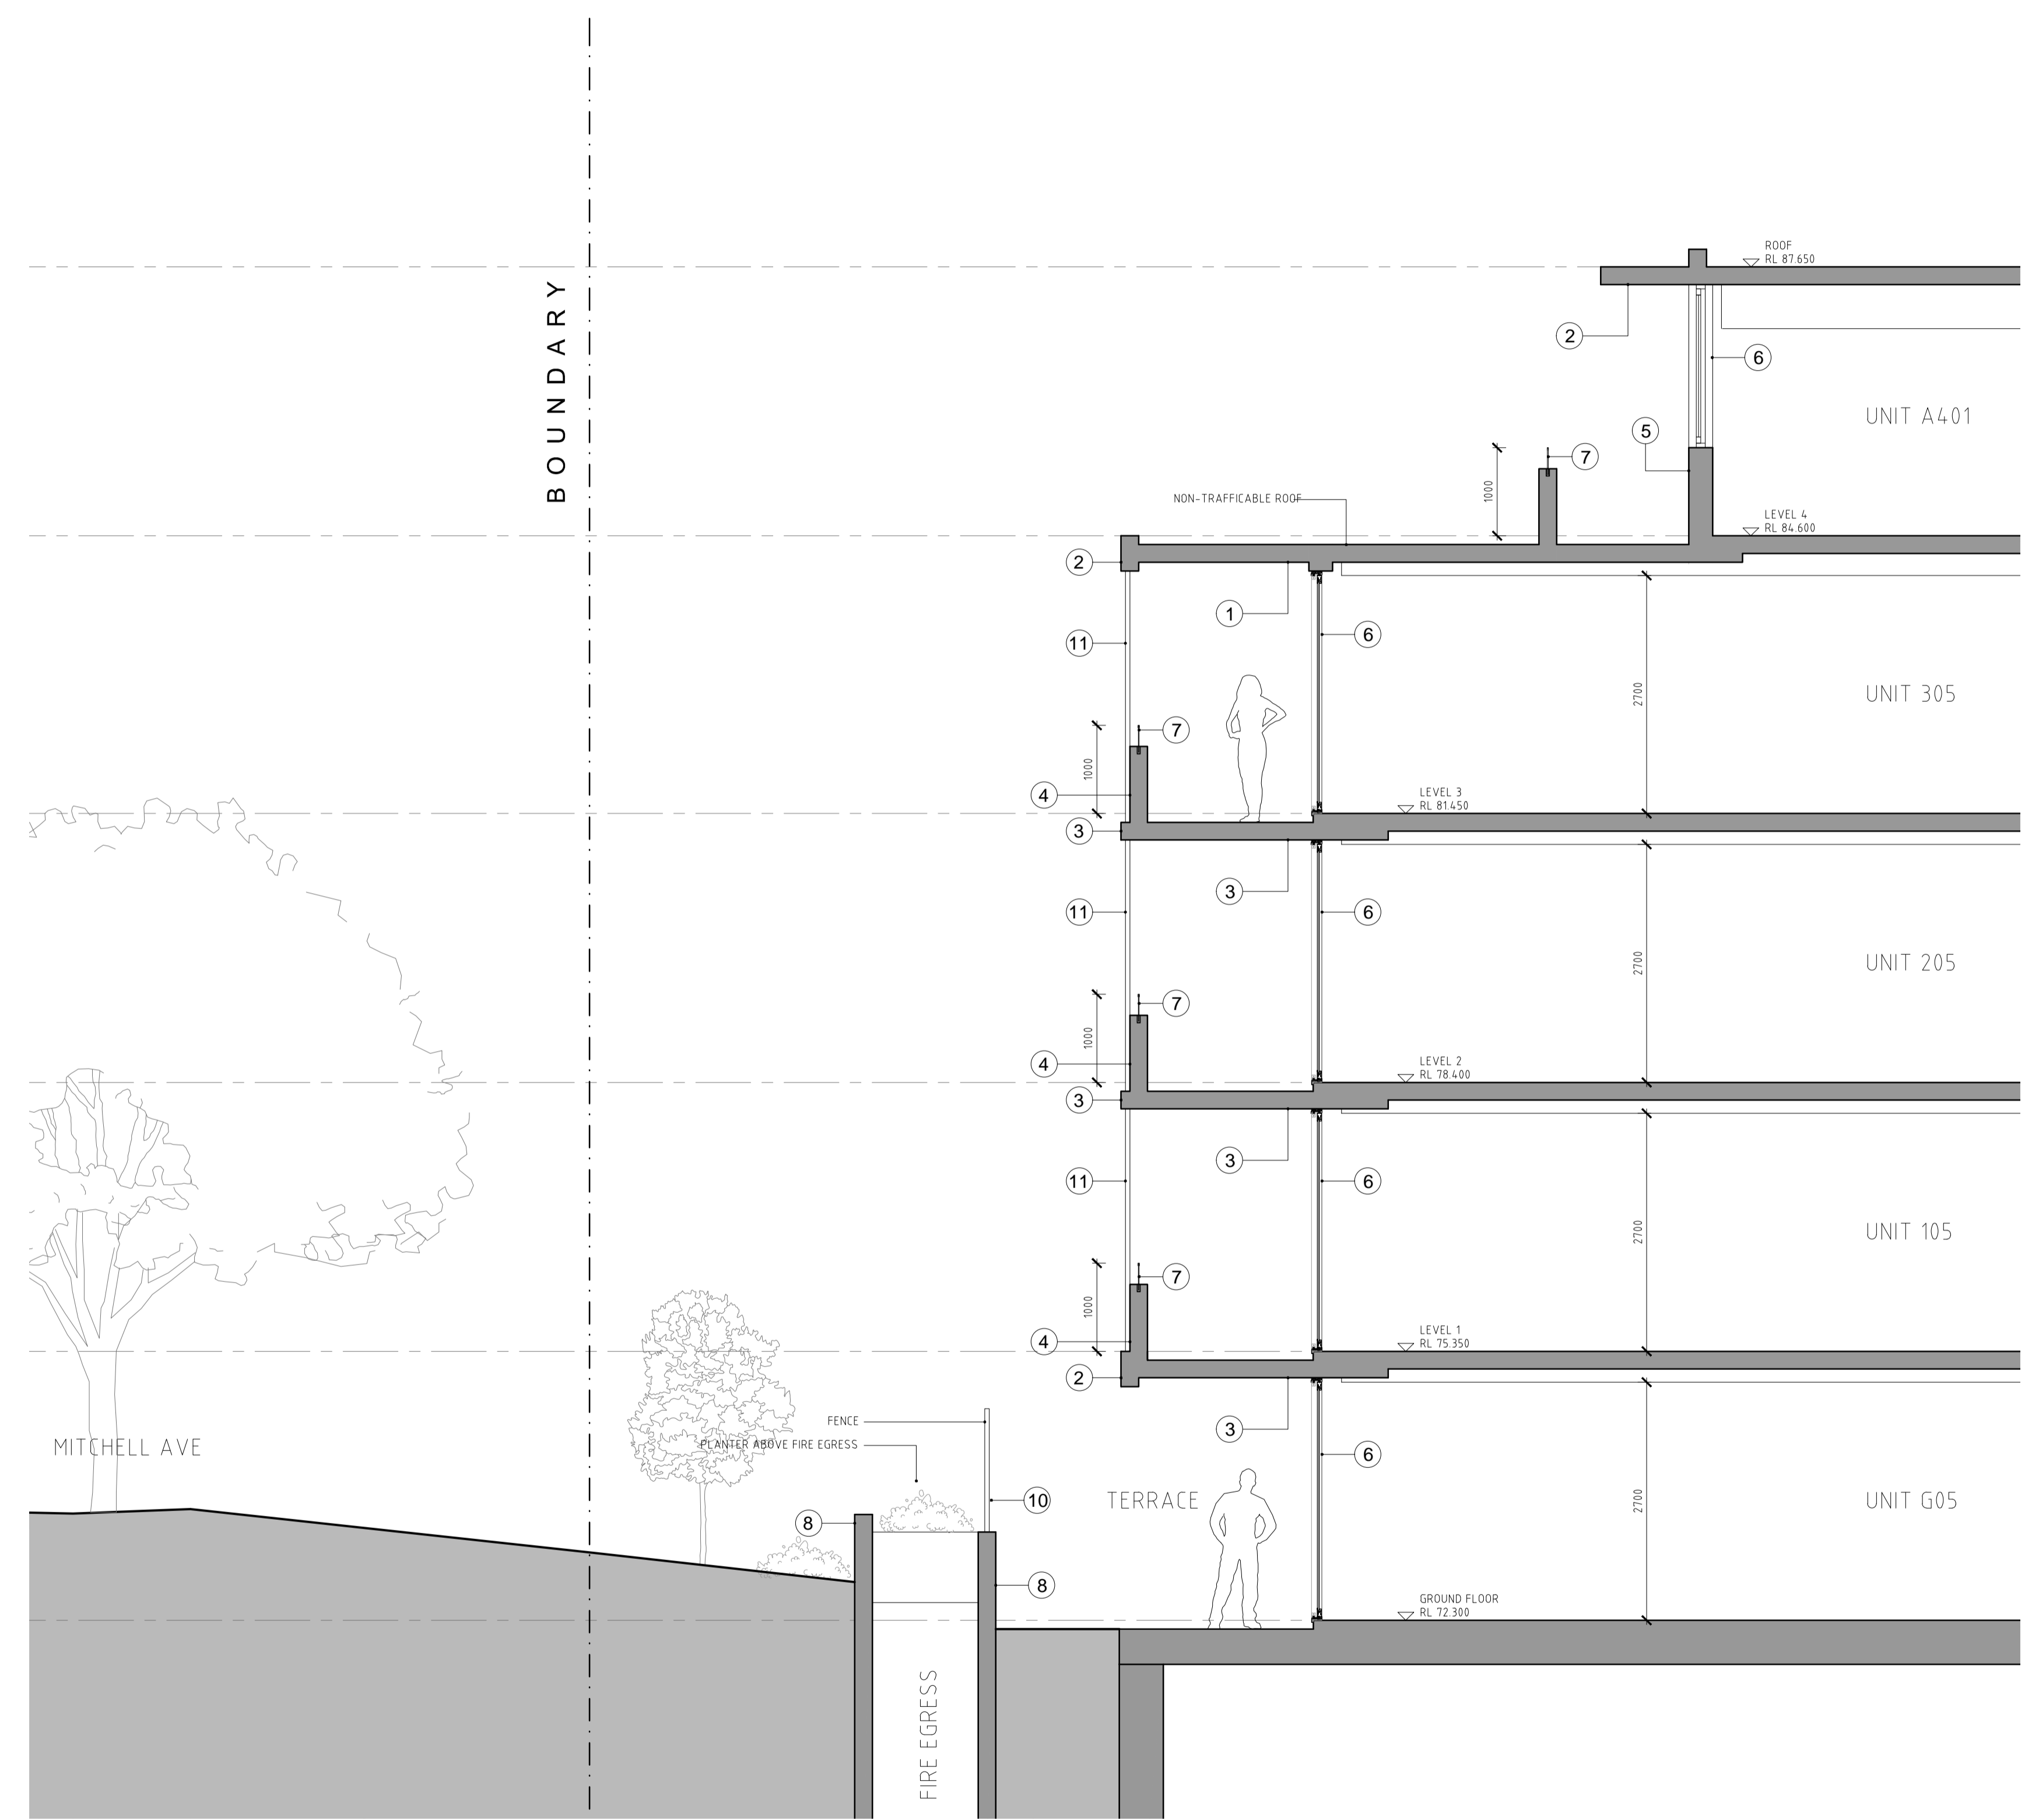 BOUNDARY
ROOF
RL 87.650
2
6
UNIT A401
5
7
1000
NON-TRAFFICABLE ROOF
LEVEL 4
RL 84.600
2
1
11
6
2700
UNIT 305
7
1000
4
LEVEL 3
RL 81.450
3
3
11
6
2700
UNIT 205
7
1000
4
LEVEL 2
RL 78.400
3
3
11
6
2700
UNIT 105
7
1000
4
LEVEL 1
RL 75.350
2
3
FENCE
PLANTER ABOVE FIRE EGRESS
MITCHELL AVE
6
10
TERRACE
2700
UNIT G05
8
8
GROUND FLOOR
RL 72.300
FIRE EGRESS